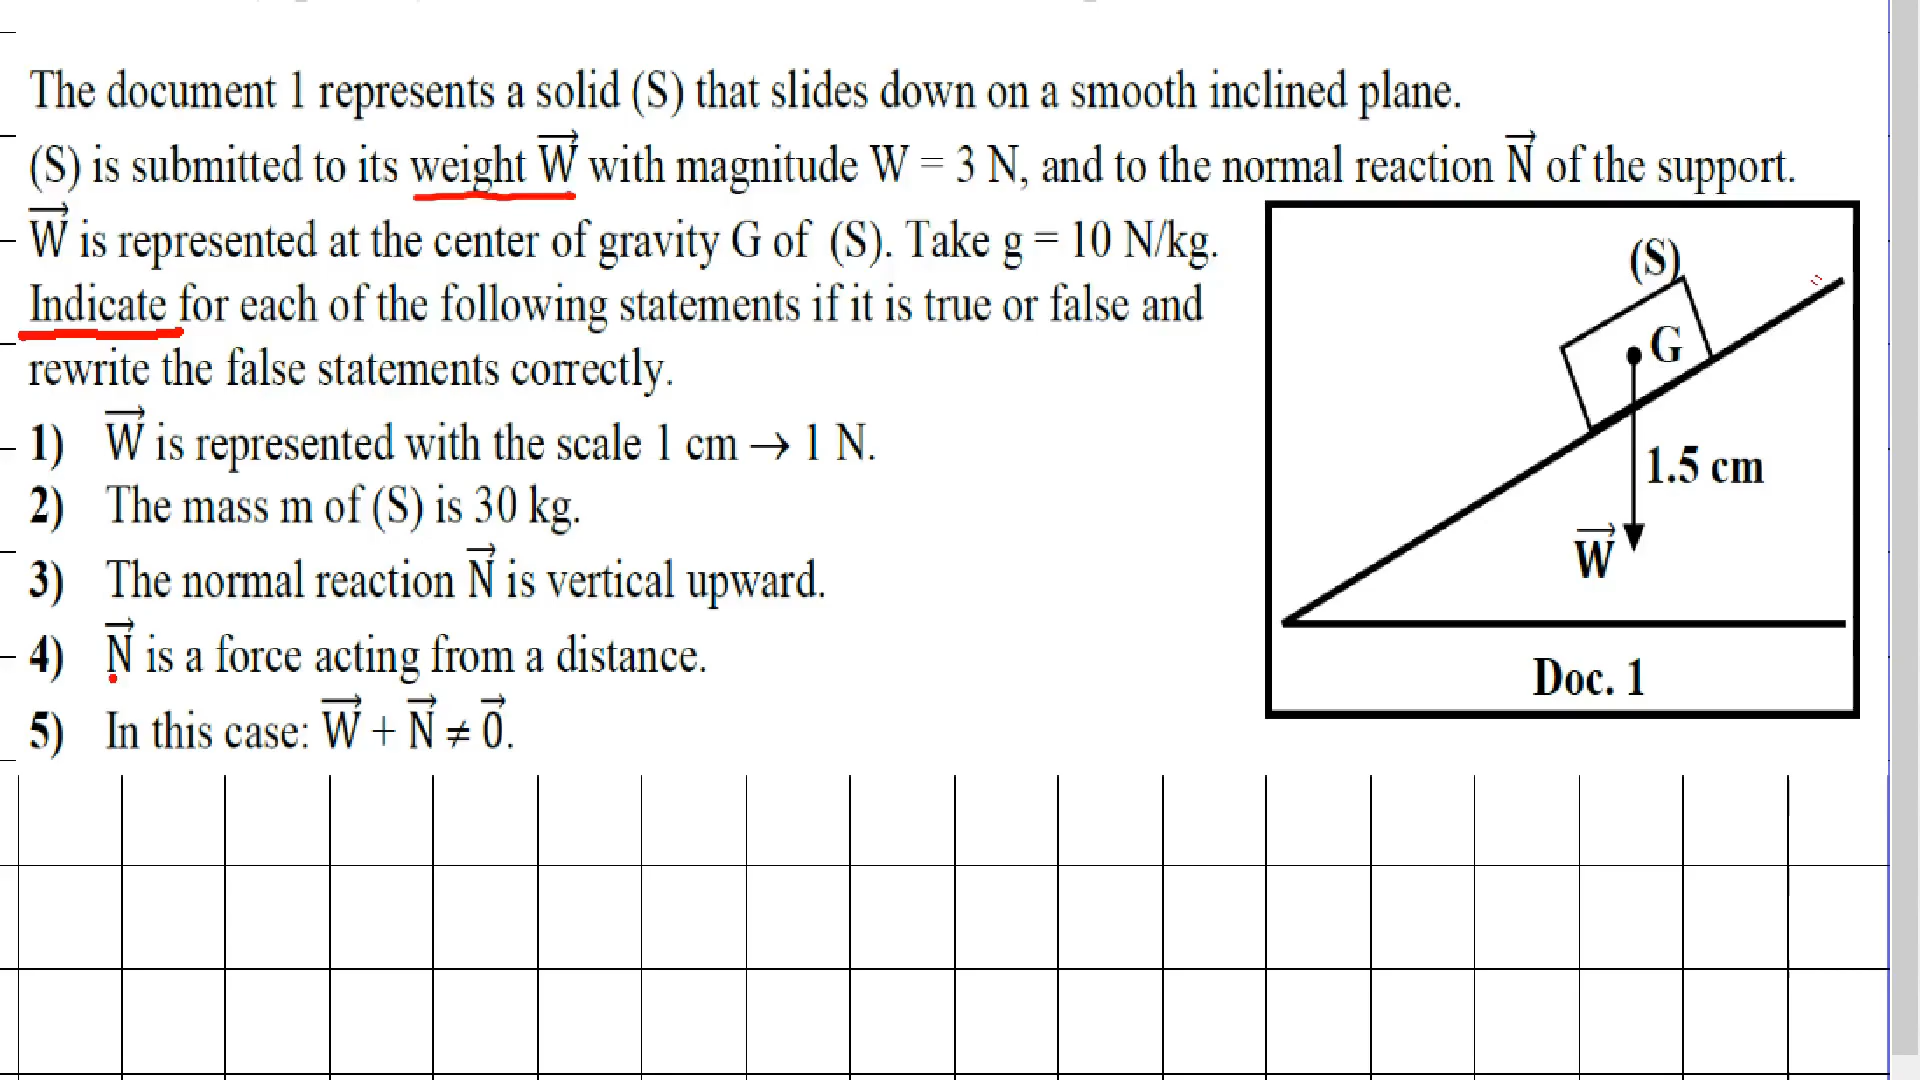 The document 1 represents a solid (S) that slides down on a smooth inclined plane.
(S) is submitted to its weight W⃗ with magnitude W = 3 N, and to the normal reaction N⃗ of the support.
W⃗ is represented at the center of gravity G of (S). Take g = 10 N/kg.
Indicate for each of the following statements if it is true or false and
rewrite the false statements correctly.
1) W⃗ is represented with the scale 1 cm → 1 N.
2) The mass m of (S) is 30 kg.
3) The normal reaction N⃗ is vertical upward.
4) N⃗ is a force acting from a distance.
5) In this case: W⃗ + N⃗ ≠ 0⃗.
(S)
G
1.5 cm
W⃗
Doc. 1